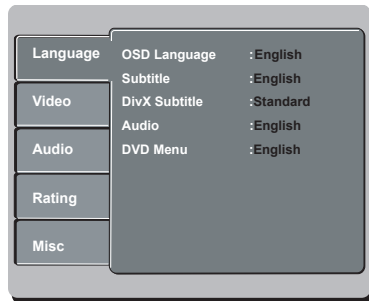 Language
Video
Audio
Rating
Misc
OSD Language :English
Subtitle :English
DivX Subtitle :Standard
Audio :English
DVD Menu :English